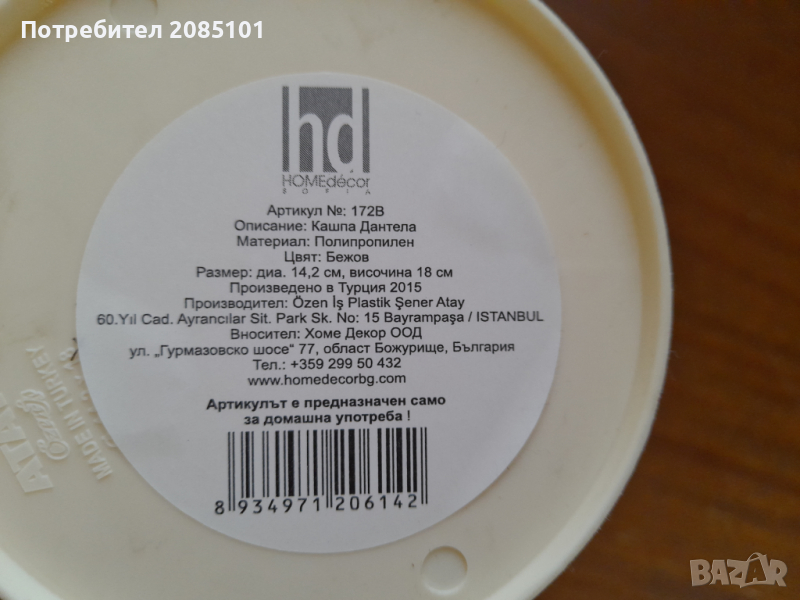 Потребител 2085101
hd
HOMEdécor
SOFIA
Артикул №: 172B
Описание: Кашпа Дантела
Материал: Полипропилен
Цвят: Бежов
Размер: диа. 14,2 см, височина 18 см
Произведено в Турция 2015
Производител: Özen İş Plastik Şener Atay
60.Yıl Cad. Ayrancılar Sit. Park Sk. No: 15 Bayrampaşa / ISTANBUL
Вносител: Хоме Декор ООД
ул. „Гурмазовско шосе“ 77, област Божурище, България
Тел.: +359 299 50 432
www.homedecorbg.com
Артикулът е предназначен само
за домашна употреба !
8 934971 206142
MADE IN TURKEY
BAZAR